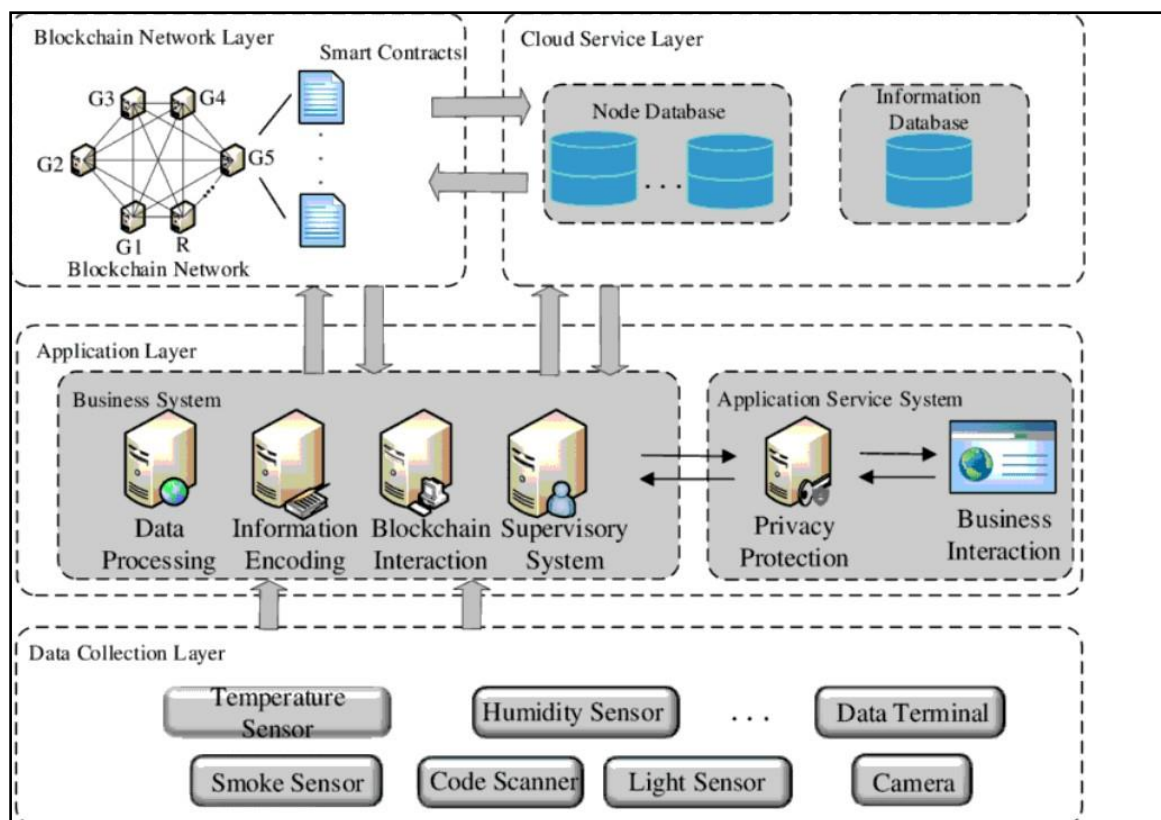 Blockchain Network Layer
Smart Contracts
G3
G4
G2
G5
G1
R
Blockchain Network
Cloud Service Layer
Node Database
...
Information
Database
Application Layer
Business System
Data
Processing
Information
Encoding
Blockchain
Interaction
Supervisory
System
Application Service System
Privacy
Protection
Business
Interaction
Data Collection Layer
Temperature
Sensor
Humidity Sensor
...
Data Terminal
Smoke Sensor
Code Scanner
Light Sensor
Camera